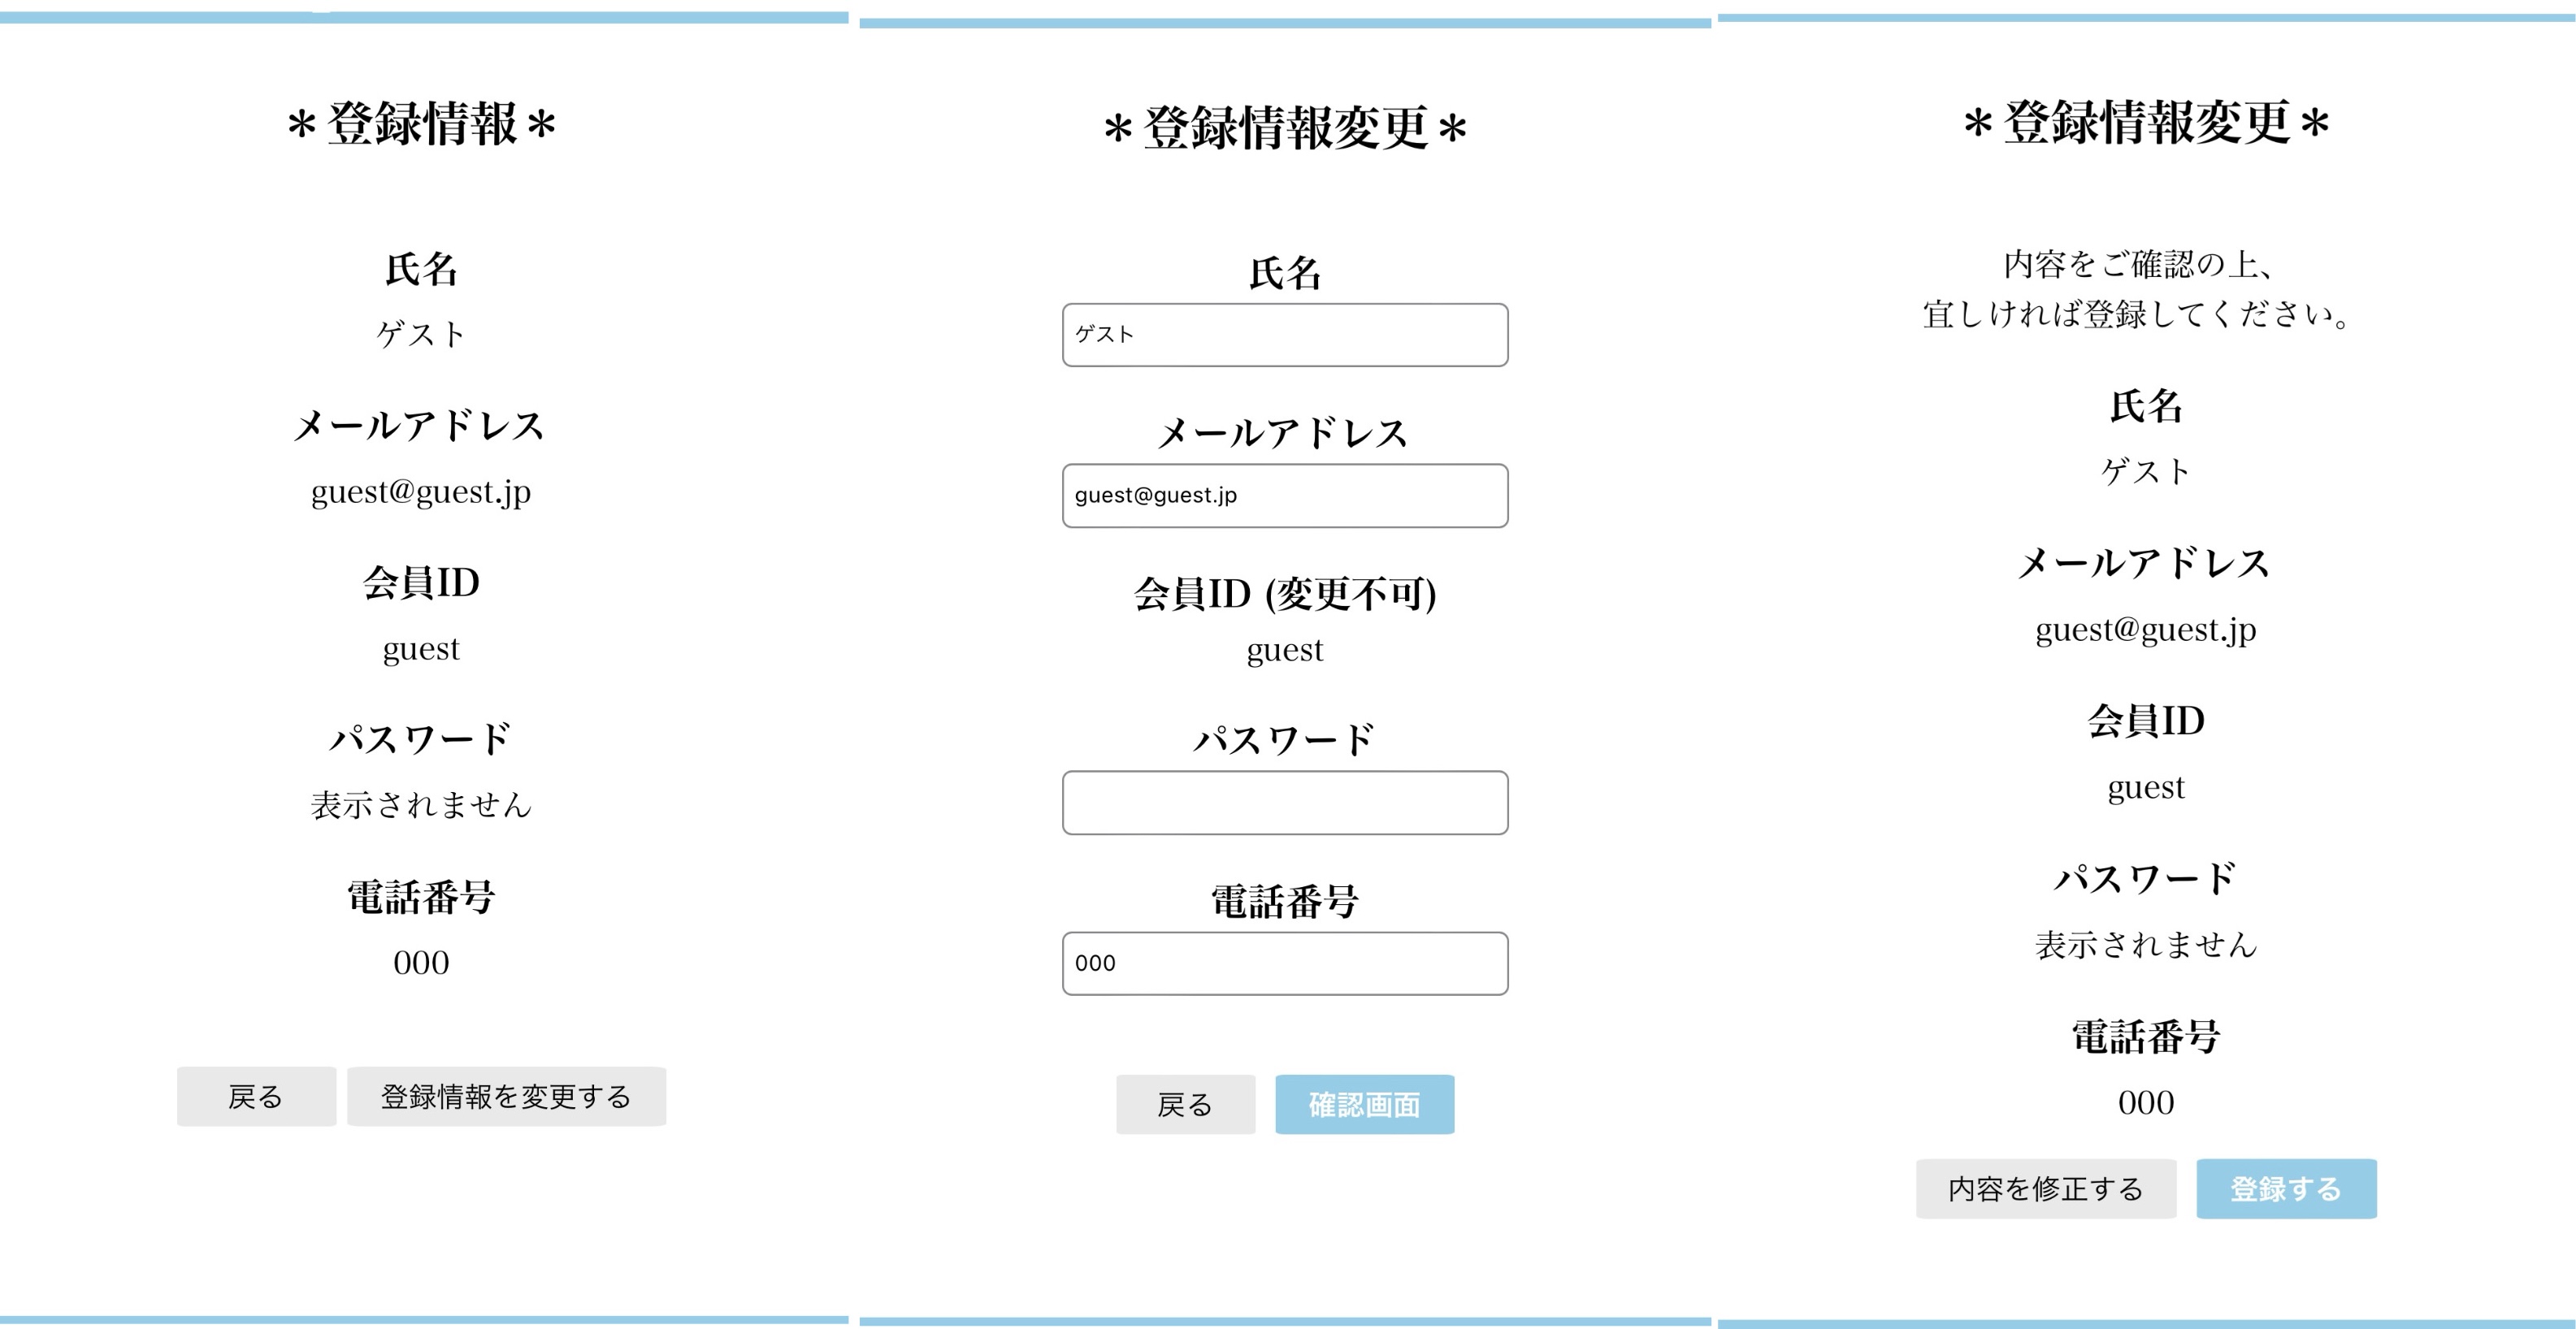 ＊登録情報＊
氏名
ゲスト
メールアドレス
guest@guest.jp
会員ID
guest
パスワード
表示されません
電話番号
000
戻る
登録情報を変更する
＊登録情報変更＊
氏名
ゲスト
メールアドレス
guest@guest.jp
会員ID (変更不可)
guest
パスワード
電話番号
000
戻る
確認画面
＊登録情報変更＊
内容をご確認の上、
宜しければ登録してください。
氏名
ゲスト
メールアドレス
guest@guest.jp
会員ID
guest
パスワード
表示されません
電話番号
000
内容を修正する
登録する